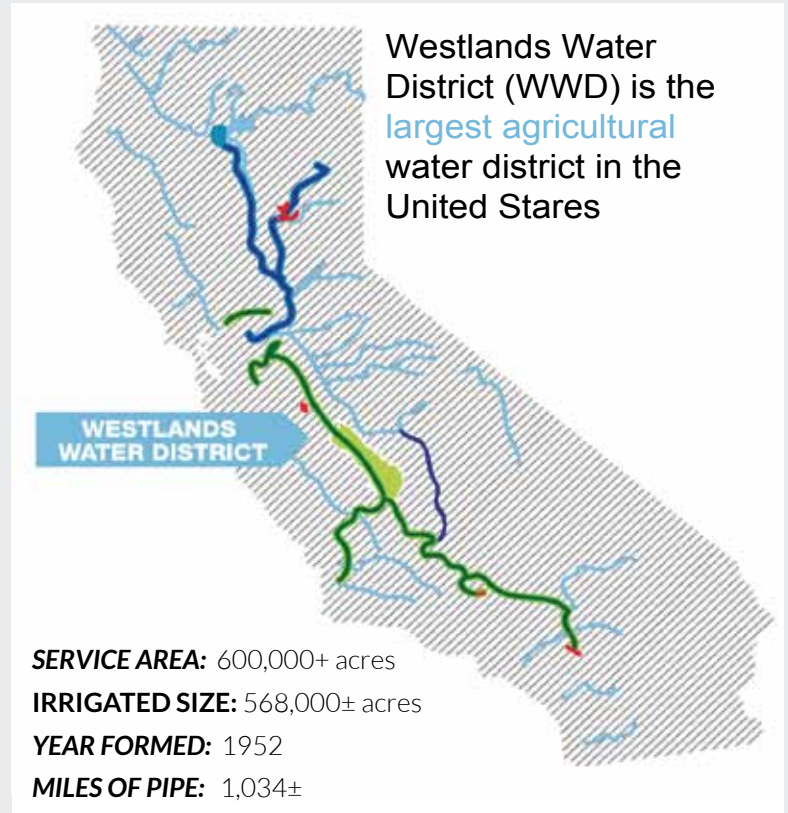 Westlands Water
District (WWD) is the
largest agricultural
water district in the
United Stares
WESTLANDS
WATER DISTRICT
SERVICE AREA: 600,000+ acres
IRRIGATED SIZE: 568,000± acres
YEAR FORMED: 1952
MILES OF PIPE: 1,034±